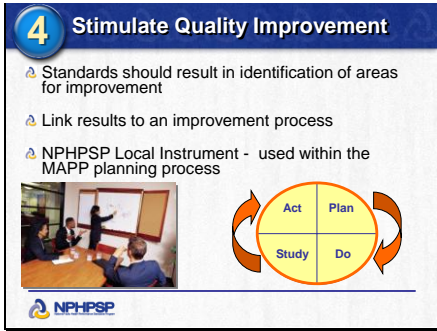 4 Stimulate Quality Improvement
Standards should result in identification of areas
for improvement
Link results to an improvement process
NPHPSP Local Instrument - used within the
MAPP planning process
Act Plan
Study Do
NPHPSP